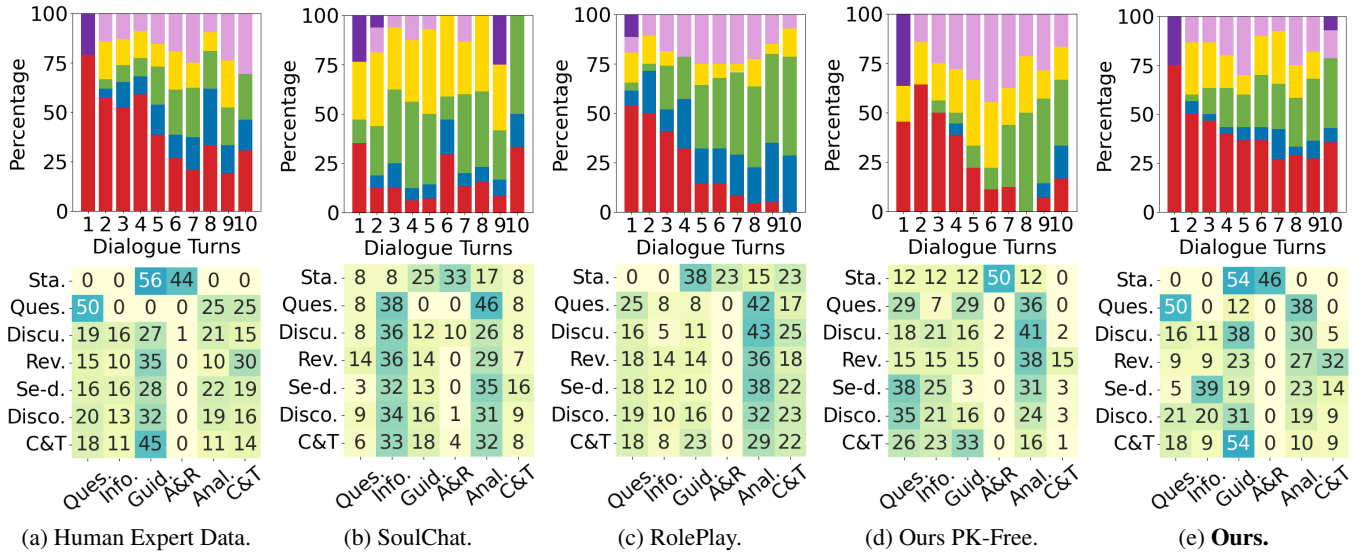 100 75 50 25 0
Percentage
1 2 3 4 5 6 7 8 9 10
Dialogue Turns
Sta. 0 0 56 44 0 0
Ques. 50 0 0 0 25 25
Discu. 19 16 27 1 21 15
Rev. 15 10 35 0 10 30
Se-d. 16 16 28 0 22 19
Disco. 20 13 32 0 19 16
C&T 18 11 45 0 11 14
Ques. Info. Guid. A&R Anal. C&T
(a) Human Expert Data.
100 75 50 25 0
Percentage
1 2 3 4 5 6 7 8 9 10
Dialogue Turns
Sta. 8 8 25 33 17 8
Ques. 8 38 0 0 46 8
Discu. 8 36 12 10 26 8
Rev. 14 36 14 0 29 7
Se-d. 3 32 13 0 35 16
Disco. 9 34 16 1 31 9
C&T 6 33 18 4 32 8
Ques. Info. Guid. A&R Anal. C&T
(b) SoulChat.
100 75 50 25 0
Percentage
1 2 3 4 5 6 7 8 9 10
Dialogue Turns
Sta. 0 0 38 23 15 23
Ques. 25 8 8 0 42 17
Discu. 16 5 11 0 43 25
Rev. 18 14 14 0 36 18
Se-d. 18 12 10 0 38 22
Disco. 19 10 16 0 32 23
C&T 18 8 23 0 29 22
Ques. Info. Guid. A&R Anal. C&T
(c) RolePlay.
100 75 50 25 0
Percentage
1 2 3 4 5 6 7 8 9 10
Dialogue Turns
Sta. 12 12 12 50 12 0
Ques. 29 7 29 0 36 0
Discu. 18 21 16 2 41 2
Rev. 15 15 15 0 38 15
Se-d. 38 25 3 0 31 3
Disco. 35 21 16 0 24 3
C&T 26 23 33 0 16 1
Ques. Info. Guid. A&R Anal. C&T
(d) Ours PK-Free.
100 75 50 25 0
Percentage
1 2 3 4 5 6 7 8 9 10
Dialogue Turns
Sta. 0 0 54 46 0 0
Ques. 50 0 12 0 38 0
Discu. 16 11 38 0 30 5
Rev. 9 9 23 0 27 32
Se-d. 5 39 19 0 23 14
Disco. 21 20 31 0 19 9
C&T 18 9 54 0 10 9
Ques. Info. Guid. A&R Anal. C&T
(e) Ours.